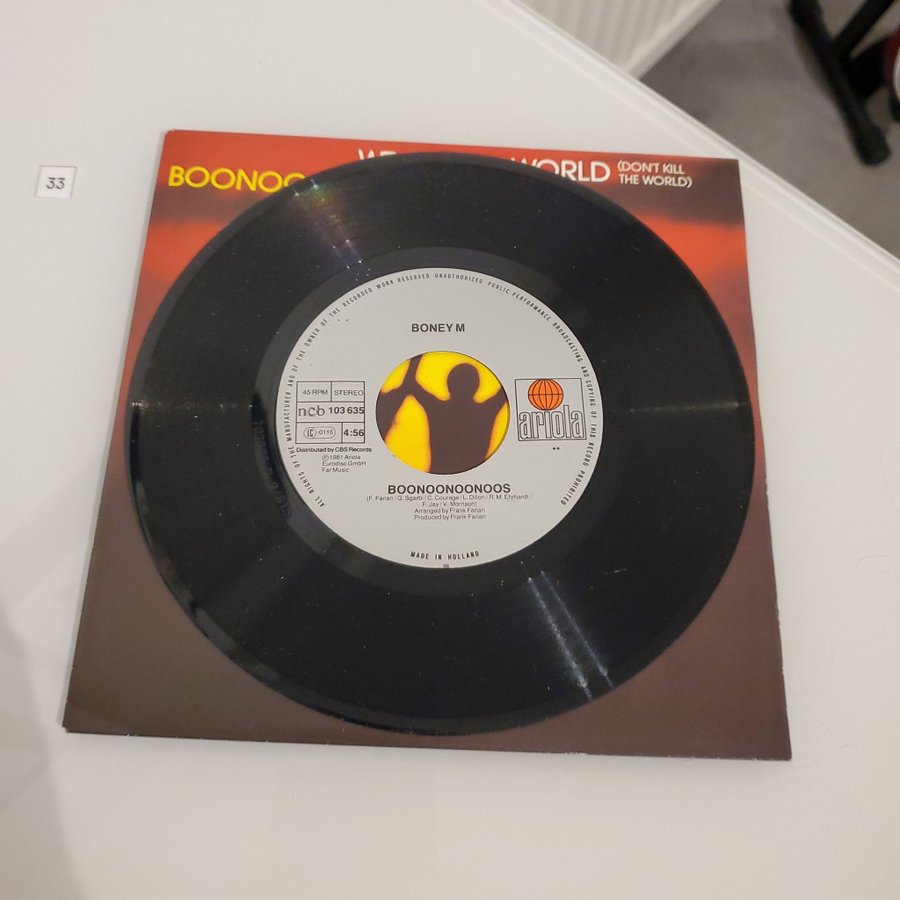 33
WORLD (DON'T KILL
THE WORLD)
ALL RIGHTS OF THE MANUFACTURER AND OF THE OWNER OF THE RECORDED WORK RESERVED UNAUTHORIZED PUBLIC PERFORMANCE BROADCASTING AND COPYING OF THIS RECORD PROHIBITED
BONEY M
45 RPM STEREO
ncb 103 635
LC 0116 4:56
ariola
Distributed by CBS Records
℗ 1981 Ariola
Eurodisc GmbH
Far Music
BOONOONOONOOS
(F. Farian / G. Sgarbi / C. Courage / L. Dillon / R. M. Ehrhardt /
F. Jay / V. Morrison)
Arranged by Frank Farian
Produced by Frank Farian
MADE IN HOLLAND